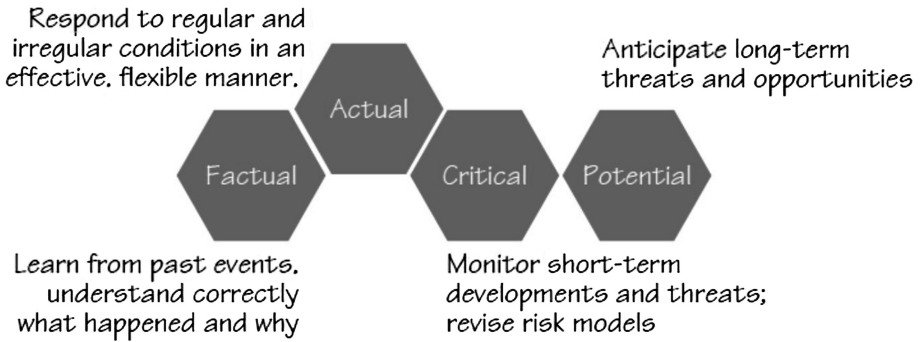 Respond to regular and
irregular conditions in an
effective. flexible manner.
Actual
Anticipate long-term
threats and opportunities
Factual
Critical
Potential
Learn from past events.
understand correctly
what happened and why
Monitor short-term
developments and threats;
revise risk models